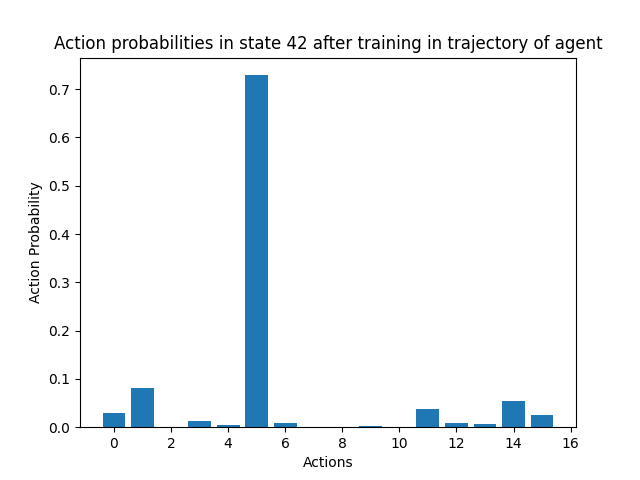 Action probabilities in state 42 after training in trajectory of agent
0.7
0.6
0.5
0.4
0.3
0.2
0.1
0.0
Action Probability
0 2 4 6 8 10 12 14 16
Actions